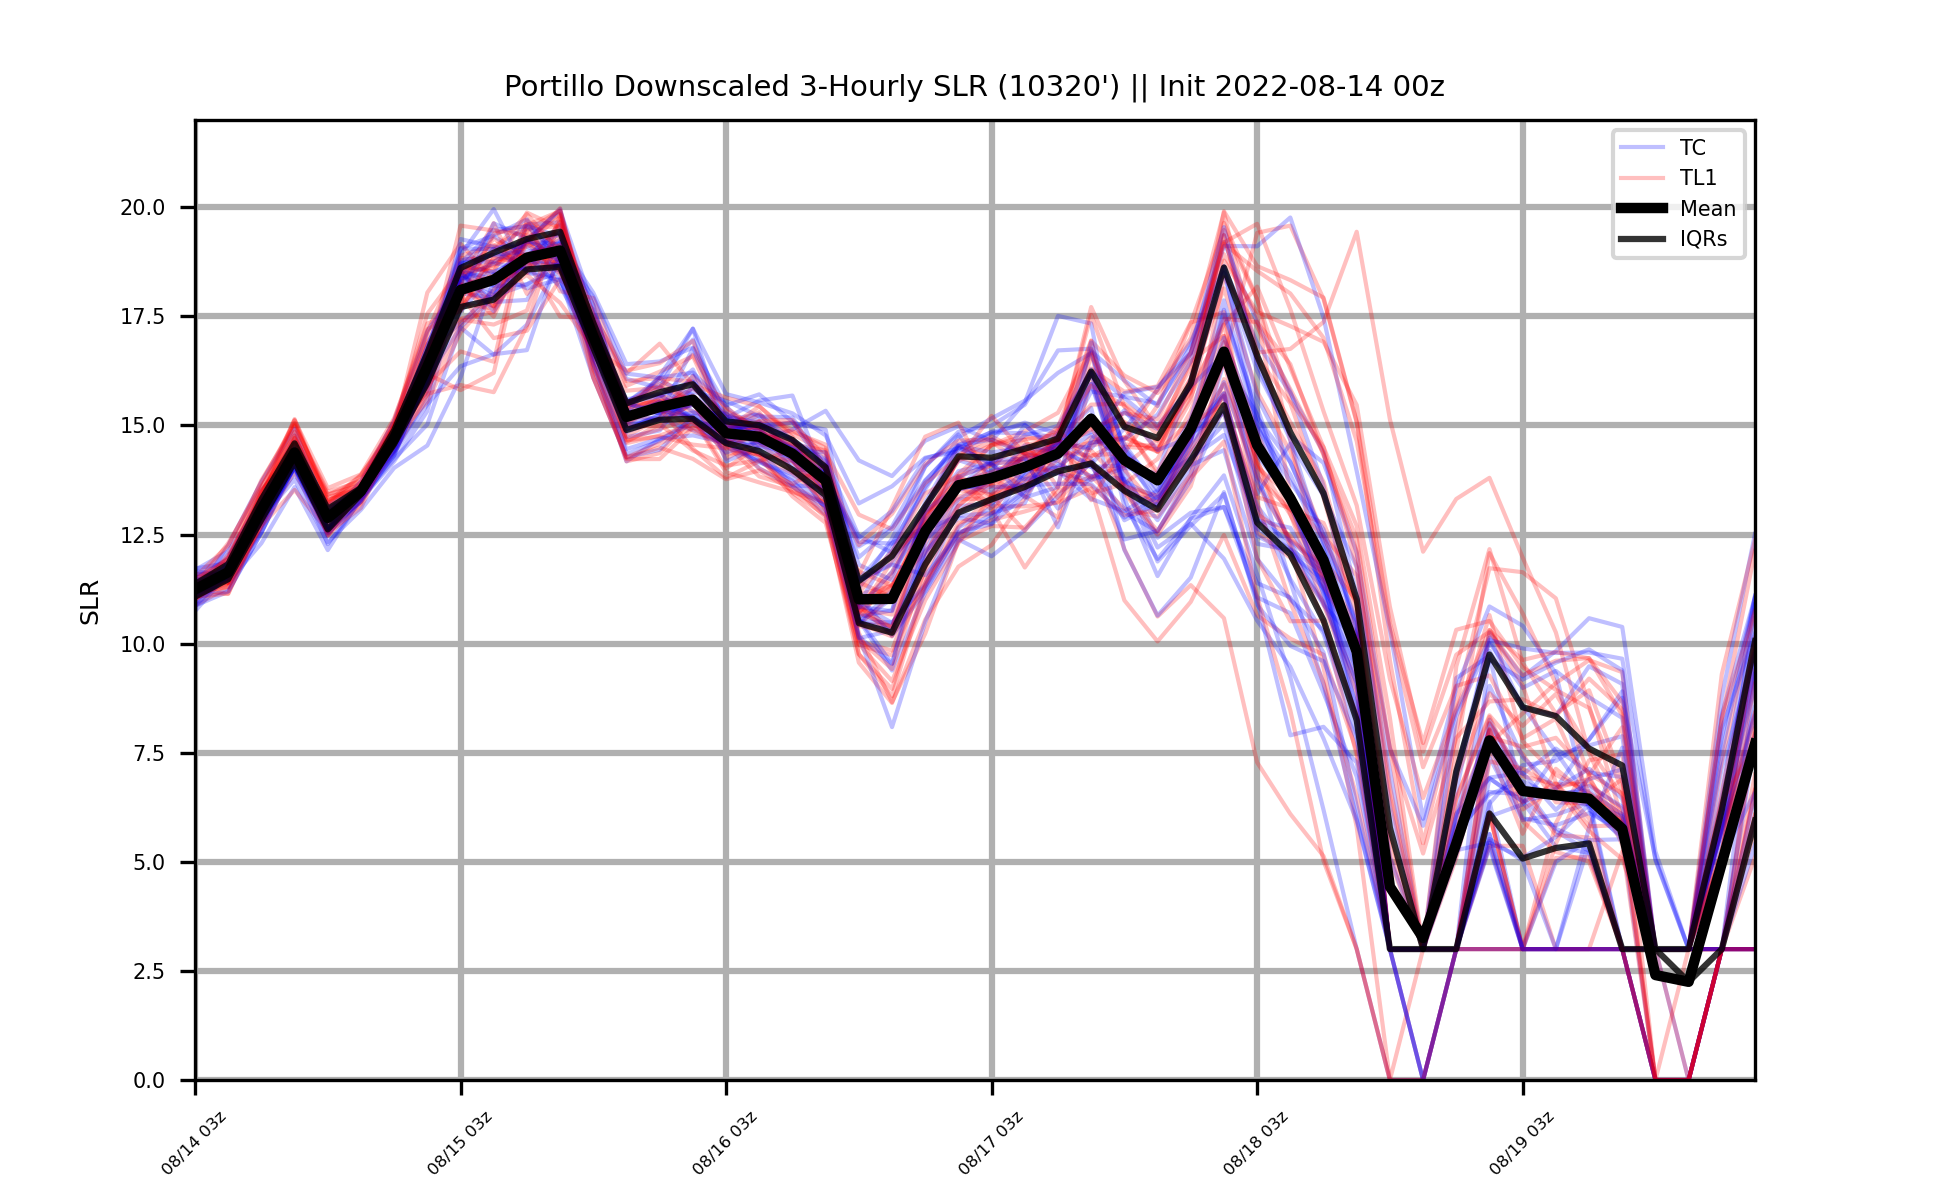 Portillo Downscaled 3-Hourly SLR (10320') || Init 2022-08-14 00z
TC
TL1
Mean
IQRs
SLR
20.0
17.5
15.0
12.5
10.0
7.5
5.0
2.5
0.0
08/14 03z
08/15 03z
08/16 03z
08/17 03z
08/18 03z
08/19 03z